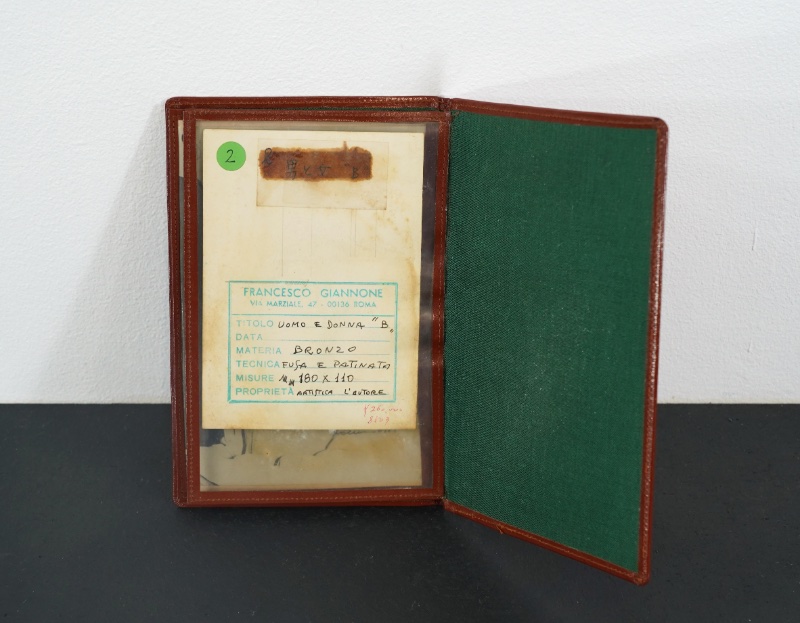 2
FRANCESCO GIANNONE
VIA MARZIALE, 47 - 00136 ROMA
TITOLO UOMO E DONNA "B"
DATA
MATERIA BRONZO
TECNICA FUSA E PATINATA
MISURE 180 X 110
PROPRIETÀ ARTISTICA L'AUTORE